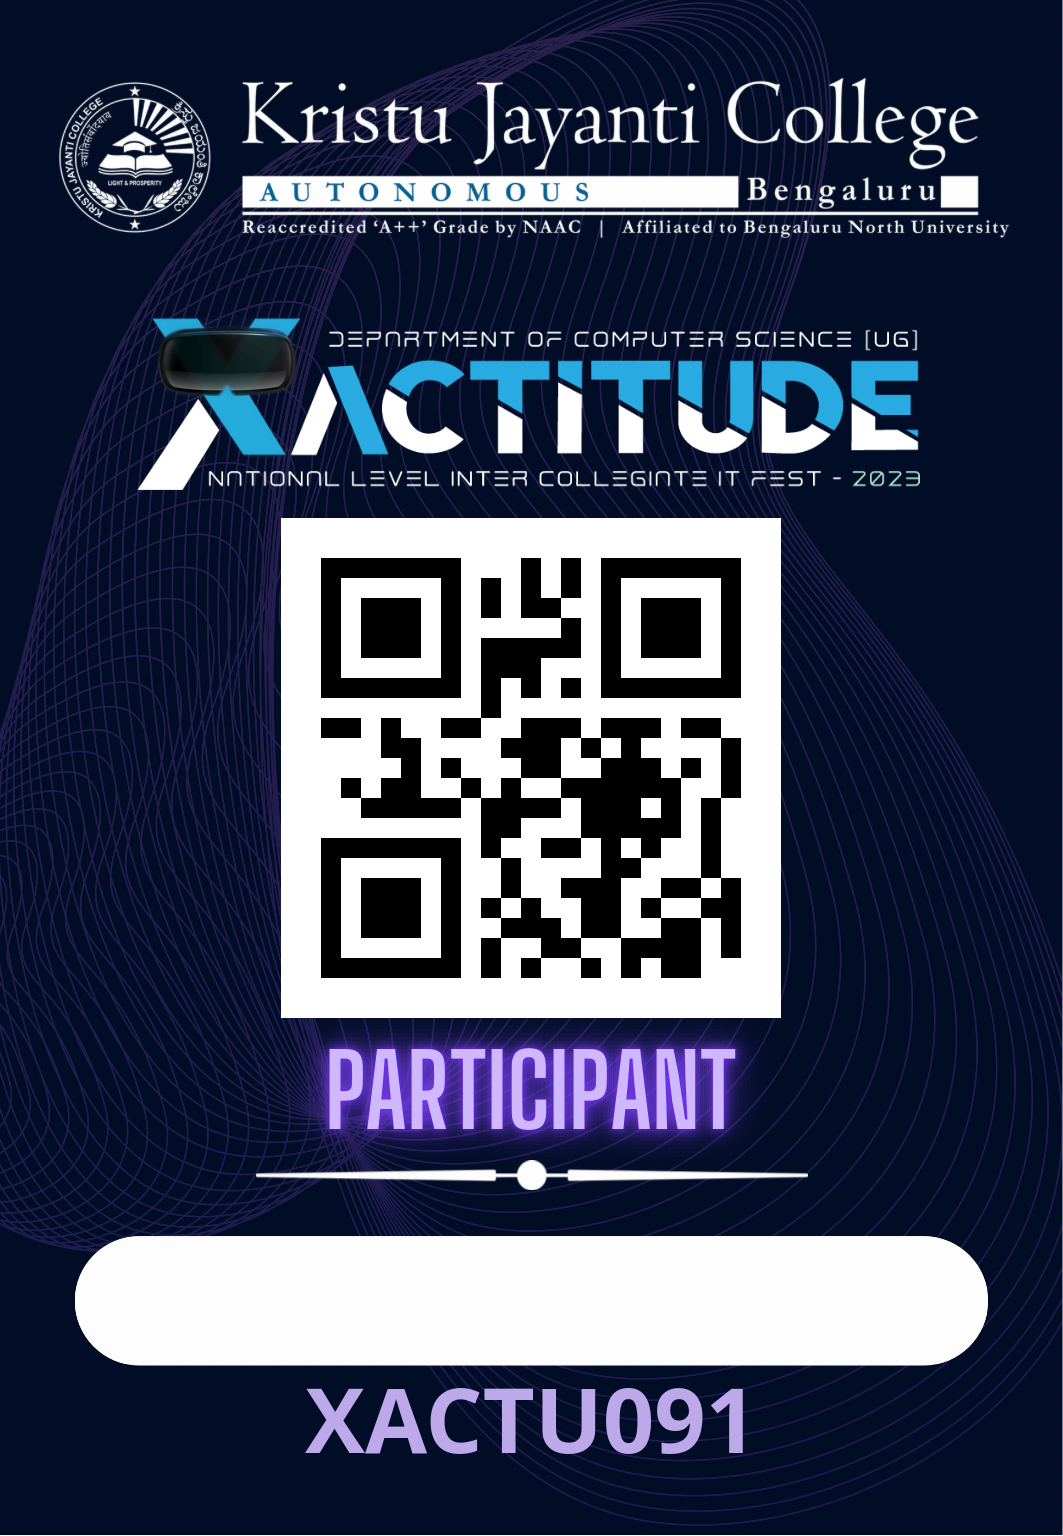 KRISTU JAYANTI COLLEGE
LIGHT & PROSPERITY
Kristu Jayanti College
AUTONOMOUS Bengaluru
Reaccredited ‘A++’ Grade by NAAC | Affiliated to Bengaluru North University
DEPARTMENT OF COMPUTER SCIENCE [UG]
XACTITUDE
NATIONAL LEVEL INTER COLLEGIATE IT FEST - 2023
PARTICIPANT
XACTU091